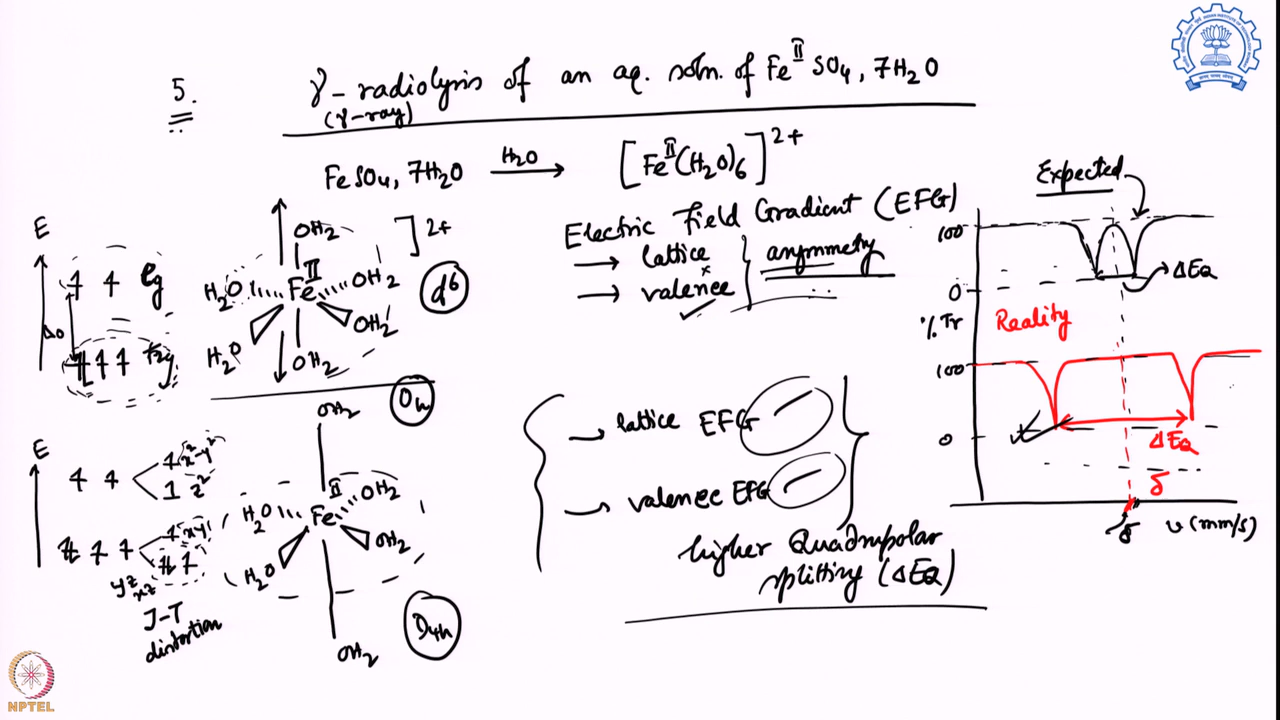 5.
γ-radiolysis of an aq. soln. of Fe^II SO4, 7H2O
(γ-ray)
FeSO4, 7H2O —H2O→ [Fe^II(H2O)6]^2+
Electric Field Gradient (EFG)
→ lattice
→ valence
asymmetry
E
eg
Δo
t2g
OH2
]2+
H2O
Fe^II
OH2
d6
OH2
H2O
OH2
Oh
E
x²-y²
z²
xy
yz
xz
J-T
distortion
OH2
H2O
II
Fe
OH2
OH2
H2O
OH2
D4h
→ lattice EFG
→ valence EFG
higher Quadrupolar
splitting (ΔEQ)
Expected
100
ΔEQ
0
% Tr
Reality
100
0
ΔEQ
δ
δ
υ (mm/s)
NPTEL